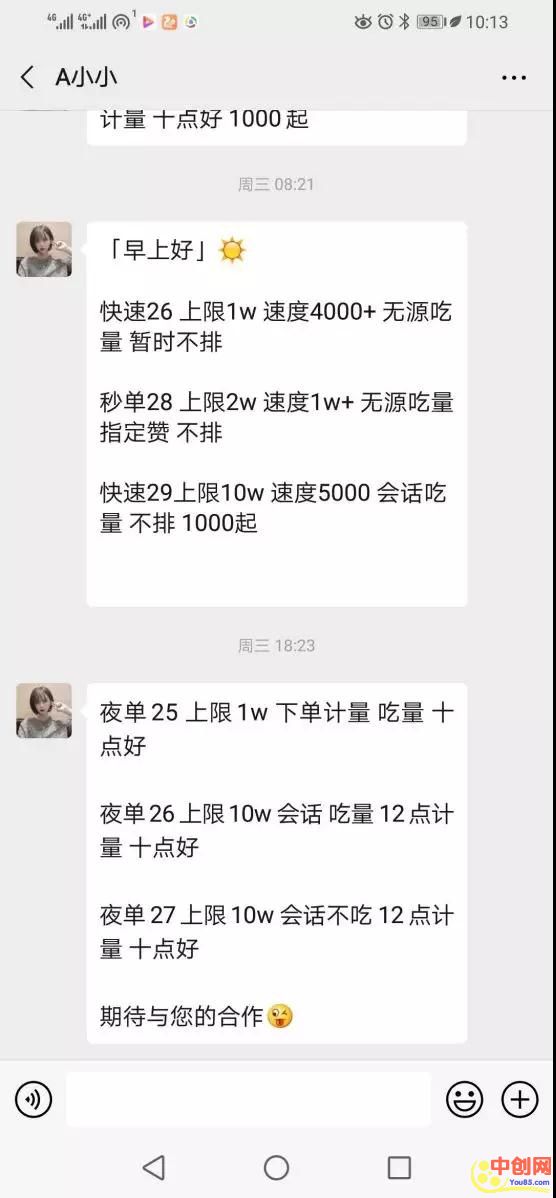 4G 4G+ 1 95 10:13
A小小
计量 十点好 1000 起
周三 08:21
「早上好」
快速26 上限1w 速度4000+ 无源吃
量 暂时不排
秒单28 上限2w 速度1w+ 无源吃量
指定赞 不排
快速29上限10w 速度5000 会话吃
量 不排 1000起
周三 18:23
夜单 25 上限 1w 下单计量 吃量 十
点好
夜单 26 上限 10w 会话 吃量 12 点计
量 十点好
夜单 27 上限 10w 会话不吃 12 点计
量 十点好
期待与您的合作
中创网
You85.com